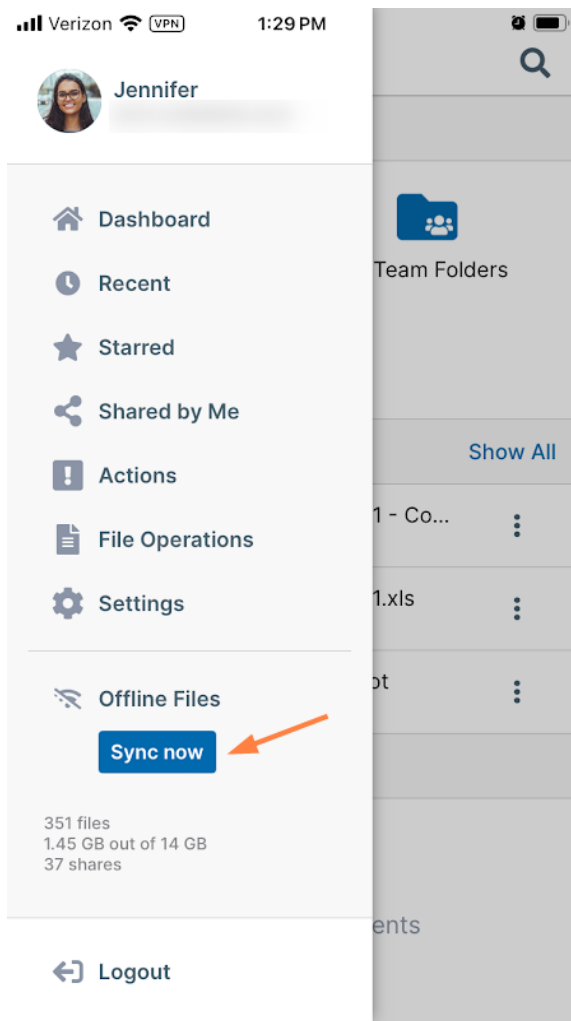 Verizon VPN 1:29 PM
Jennifer
Dashboard
Recent
Starred
Shared by Me
Actions
File Operations
Settings
Offline Files
Sync now
351 files
1.45 GB out of 14 GB
37 shares
Logout
Team Folders
Show All
1 - Co...
1.xls
ot
ents